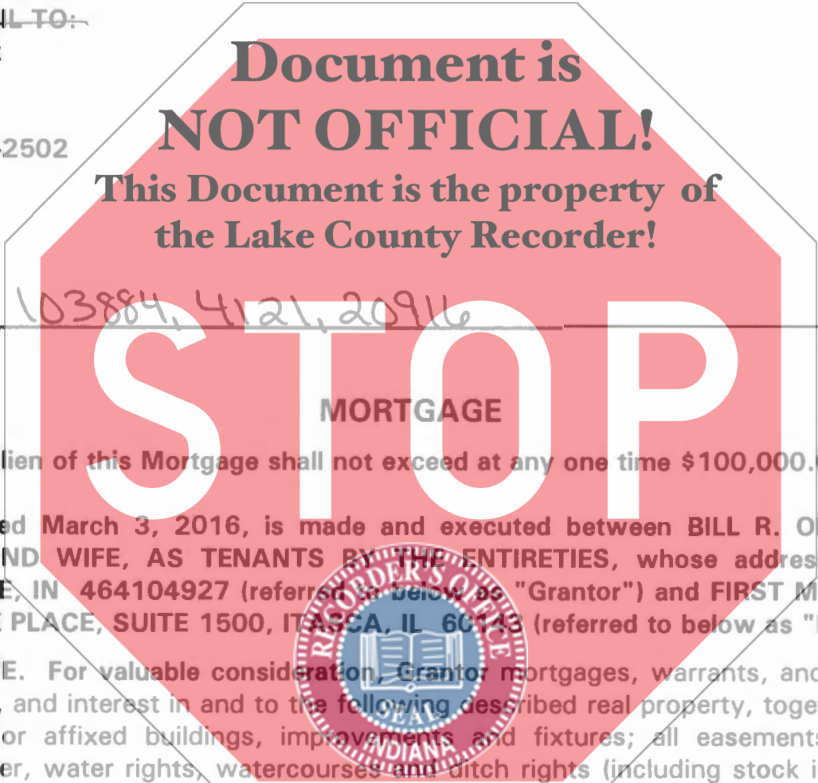 IL TO:
Document is
NOT OFFICIAL!
2502
This Document is the property of
the Lake County Recorder!
103884, 4121, 20916
STOP
MORTGAGE
lien of this Mortgage shall not exceed at any one time $100,000.
ed March 3, 2016, is made and executed between BILL R. O
ND WIFE, AS TENANTS BY THE ENTIRETIES, whose addres
E, IN 464104927 (referred to below as "Grantor") and FIRST M
PLACE, SUITE 1500, ITASCA, IL 60143 (referred to below as "
E. For valuable consideration, Grantor mortgages, warrants, and
, and interest in and to the following described real property, toge
or affixed buildings, improvements and fixtures; all easements
er, water rights, watercourses and ditch rights (including stock i
RECORDER'S OFFICE
SEAL
INDIANA